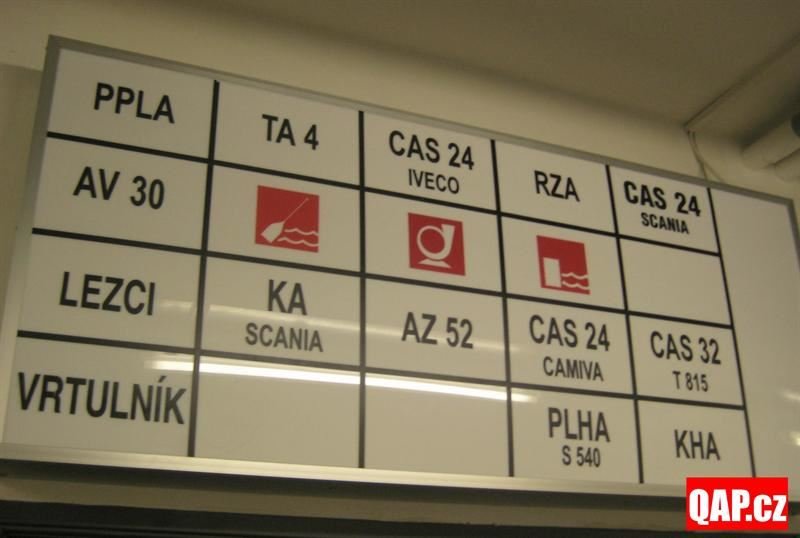 PPLA
TA 4
CAS 24
IVECO
RZA
CAS 24
SCANIA
AV 30
LEZCI
KA
SCANIA
AZ 52
CAS 24
CAMIVA
CAS 32
T 815
VRTULNÍK
PLHA
S 540
KHA
QAP.cz